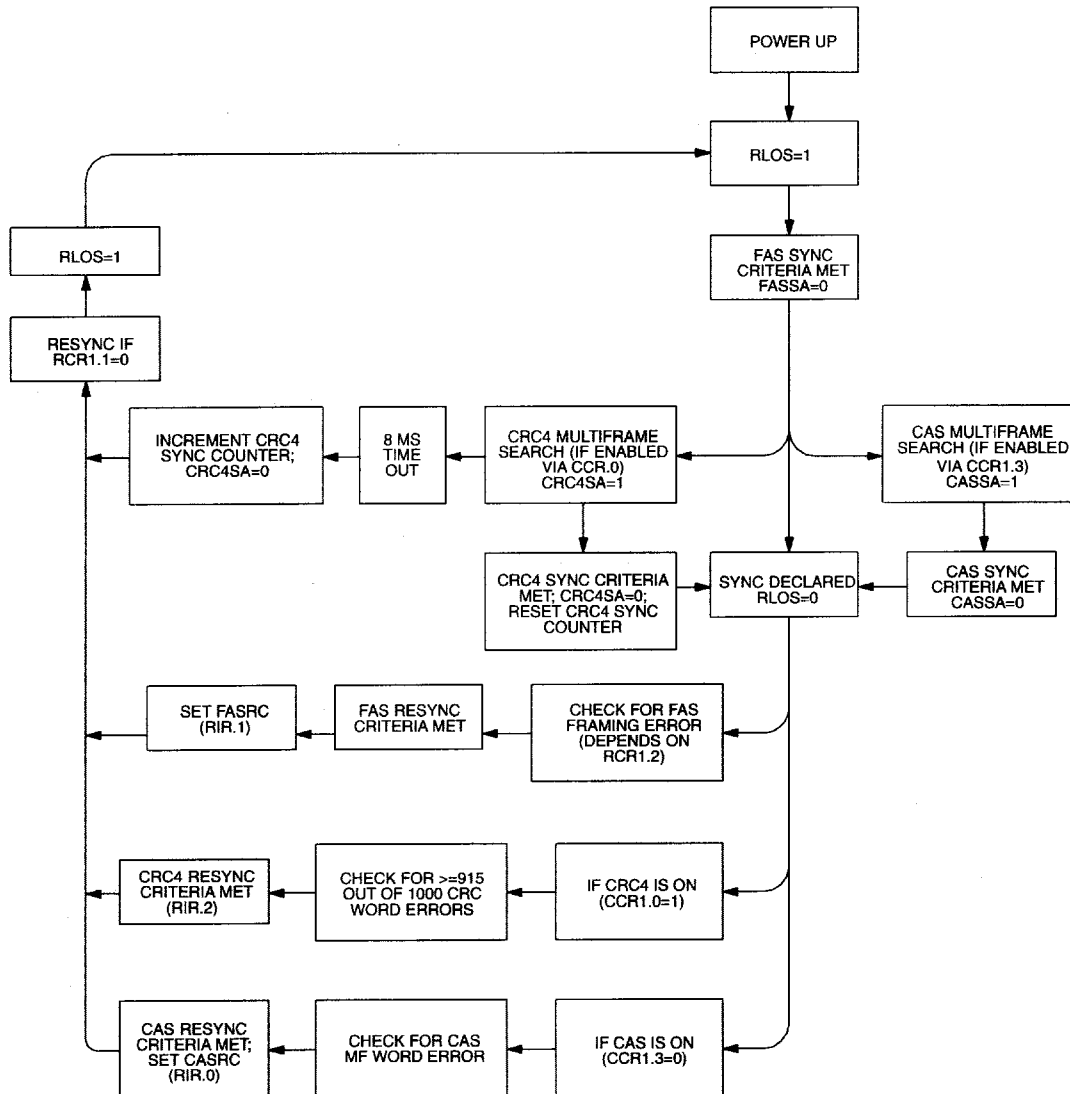 POWER UP
RLOS=1
FAS SYNC
CRITERIA MET
FASSA=0
RLOS=1
RESYNC IF
RCR1.1=0
INCREMENT CRC4
SYNC COUNTER;
CRC4SA=0
8 MS
TIME
OUT
CRC4 MULTIFRAME
SEARCH (IF ENABLED
VIA CCR.0)
CRC4SA=1
CAS MULTIFRAME
SEARCH (IF ENABLED
VIA CCR1.3)
CASSA=1
CRC4 SYNC CRITERIA
MET; CRC4SA=0;
RESET CRC4 SYNC
COUNTER
SYNC DECLARED
RLOS=0
CAS SYNC
CRITERIA MET
CASSA=0
SET FASRC
(RIR.1)
FAS RESYNC
CRITERIA MET
CHECK FOR FAS
FRAMING ERROR
(DEPENDS ON
RCR1.2)
CRC4 RESYNC
CRITERIA MET
(RIR.2)
CHECK FOR >=915
OUT OF 1000 CRC
WORD ERRORS
IF CRC4 IS ON
(CCR1.0=1)
CAS RESYNC
CRITERIA MET;
SET CASRC
(RIR.0)
CHECK FOR CAS
MF WORD ERROR
IF CAS IS ON
(CCR1.3=0)